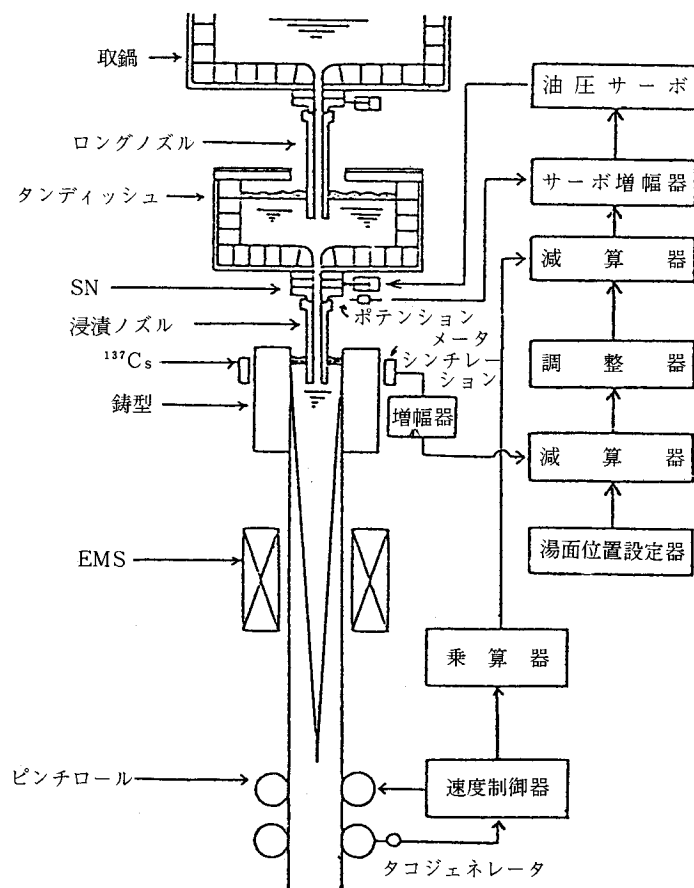 取鍋
ロングノズル
タンディッシュ
SN
浸漬ノズル
¹³⁷Cs
鋳型
EMS
ピンチロール
ポテンション
メータ
シンチレー
ション
増幅器
油圧サーボ
サーボ増幅器
減算器
調整器
減算器
湯面位置設定器
乗算器
速度制御器
タコジェネレータ